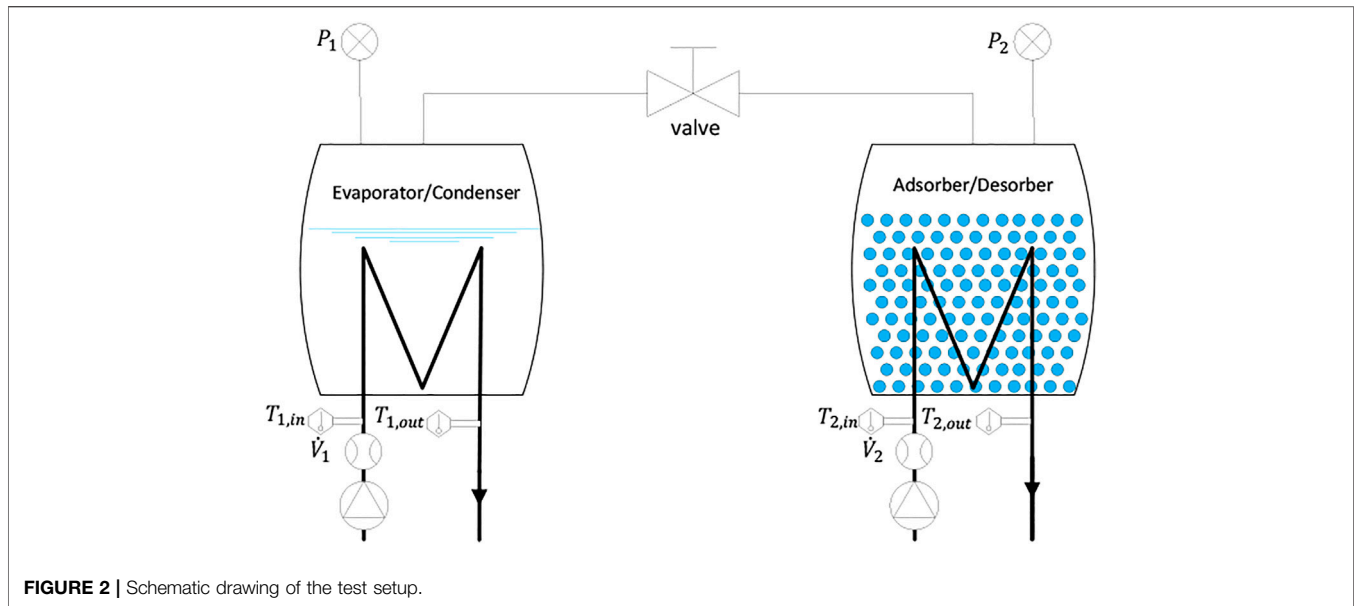 P₁
P₂
valve
Evaporator/Condenser
Adsorber/Desorber
T₁,ᵢₙ
T₁,ₒᵤₜ
T₂,ᵢₙ
T₂,ₒᵤₜ
V̇₁
V̇₂
FIGURE 2 | Schematic drawing of the test setup.